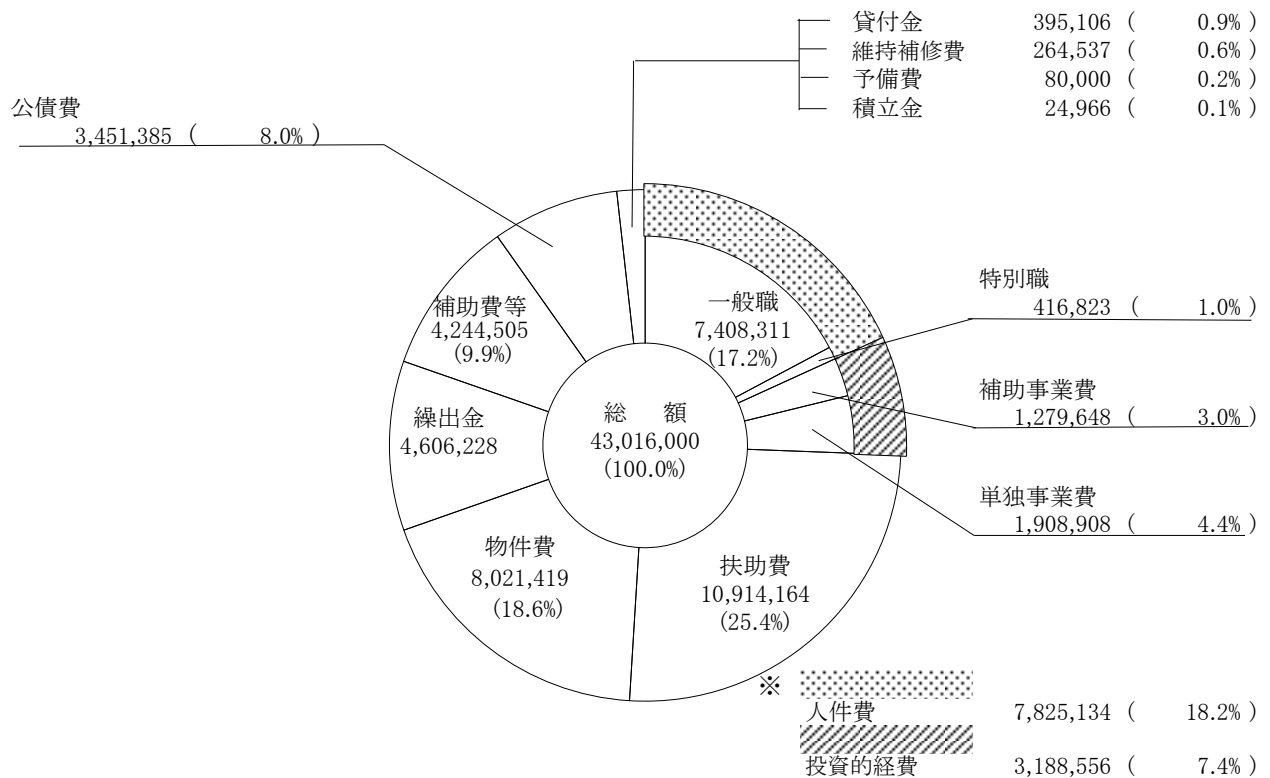 貸付金 395,106 ( 0.9% )
維持補修費 264,537 ( 0.6% )
予備費 80,000 ( 0.2% )
積立金 24,966 ( 0.1% )
公債費
3,451,385 ( 8.0% )
補助費等
4,244,505
(9.9%)
一般職
7,408,311
(17.2%)
特別職
416,823 ( 1.0% )
補助事業費
1,279,648 ( 3.0% )
繰出金
4,606,228
総 額
43,016,000
(100.0%)
単独事業費
1,908,908 ( 4.4% )
物件費
8,021,419
(18.6%)
扶助費
10,914,164
(25.4%)
※
人件費 7,825,134 ( 18.2% )
投資的経費 3,188,556 ( 7.4% )